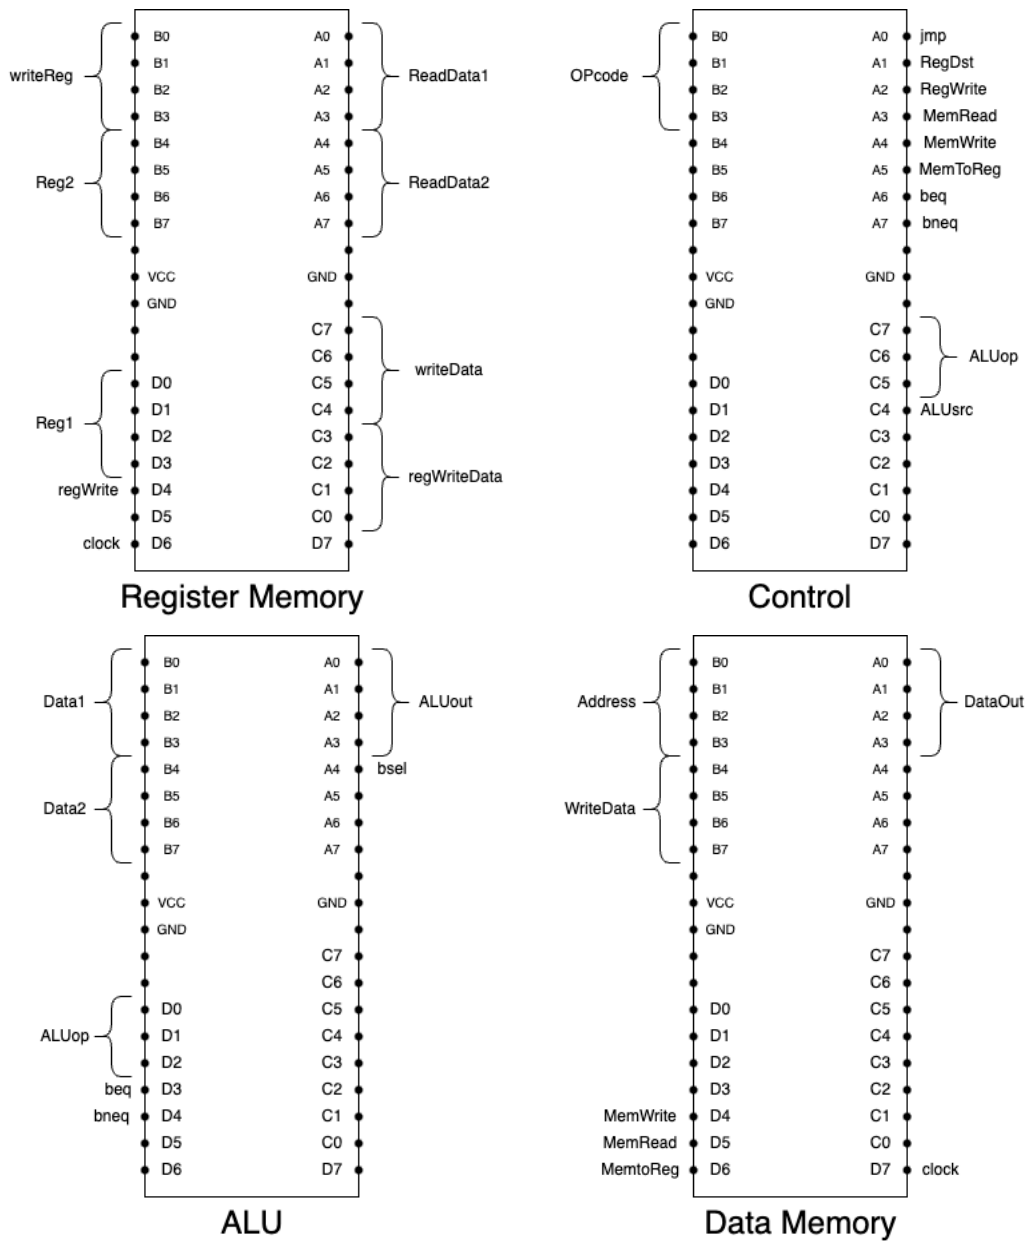 B0 A0
writeReg B1 A1 ReadData1
B2 A2
B3 A3
B4 A4
Reg2 B5 A5 ReadData2
B6 A6
B7 A7
VCC GND
GND
C7
C6 writeData
D0 C5
Reg1 D1 C4
D2 C3
D3 C2 regWriteData
regWrite D4 C1
D5 C0
clock D6 D7
Register Memory
B0 A0 jmp
OPcode B1 A1 RegDst
B2 A2 RegWrite
B3 A3 MemRead
B4 A4 MemWrite
B5 A5 MemToReg
B6 A6 beq
B7 A7 bneq
VCC GND
GND
C7
C6 ALUop
D0 C5
D1 C4 ALUsrc
D2 C3
D3 C2
D4 C1
D5 C0
D6 D7
Control
B0 A0
Data1 B1 A1 ALUout
B2 A2
B3 A3
B4 A4 bsel
Data2 B5 A5
B6 A6
B7 A7
VCC GND
GND
C7
C6
D0 C5
ALUop D1 C4
D2 C3
beq D3 C2
bneq D4 C1
D5 C0
D6 D7
ALU
B0 A0
Address B1 A1 DataOut
B2 A2
B3 A3
B4 A4
WriteData B5 A5
B6 A6
B7 A7
VCC GND
GND
C7
C6
D0 C5
D1 C4
D2 C3
D3 C2
MemWrite D4 C1
MemRead D5 C0
MemtoReg D6 D7 clock
Data Memory